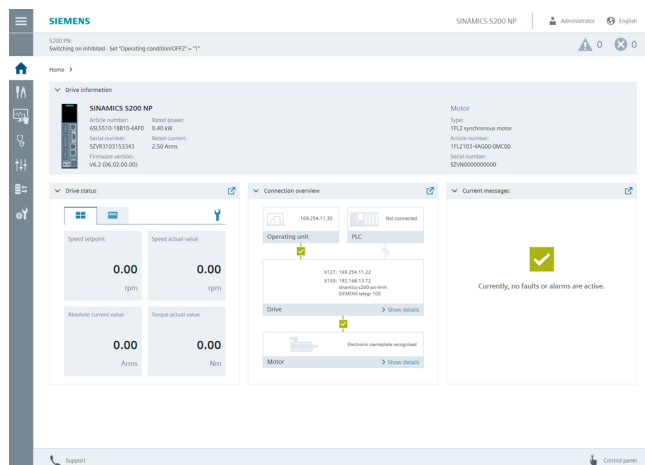 SIEMENS
SINAMICS S200 NP
Administrator
English
S200 PN:
Switching on inhibited - Set "Operating condition/OFF2" = "1"
0
0
Home
Drive information
SINAMICS S200 NP
Article number:
6SL5510-1BB10-4AF0
Serial number:
SZVR3103153343
Firmware version:
V6.2 (06.02.00.00)
Rated power:
0.40 kW
Rated current:
2.50 Arms
Motor
Type:
1FL2 synchronous motor
Article number:
1FL2103-4AG00-0MC00
Serial number:
SZVN0000000000
Drive status
Speed setpoint
0.00
rpm
Speed actual value
0.00
rpm
Absolute current value
0.00
Arms
Torque actual value
0.00
Nm
Connection overview
169.254.11.30
Operating unit
Not connected
PLC
X127: 169.254.11.22
X150: 192.168.13.72
SIEMENS telegr 105
Drive
Show details
Electronic nameplate recognized
Motor
Show details
Current messages
Currently, no faults or alarms are active.
Support
Control panel